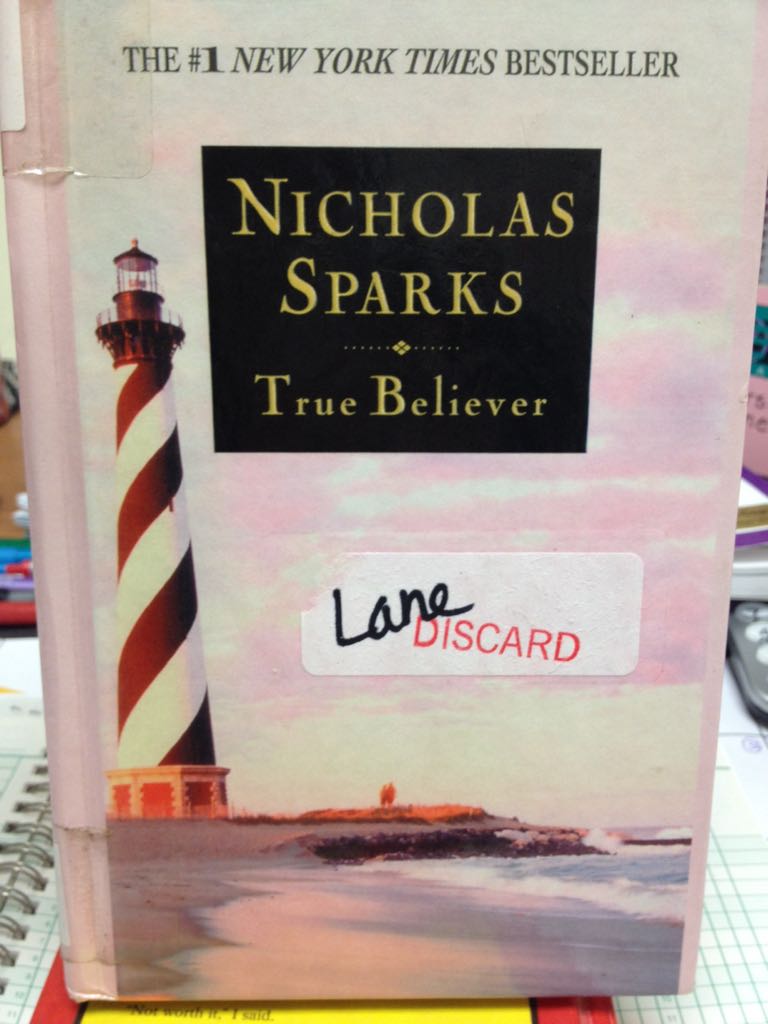 THE #1 NEW YORK TIMES BESTSELLER
NICHOLAS
SPARKS
True Believer
Lane
DISCARD
"Not worth it," I said.